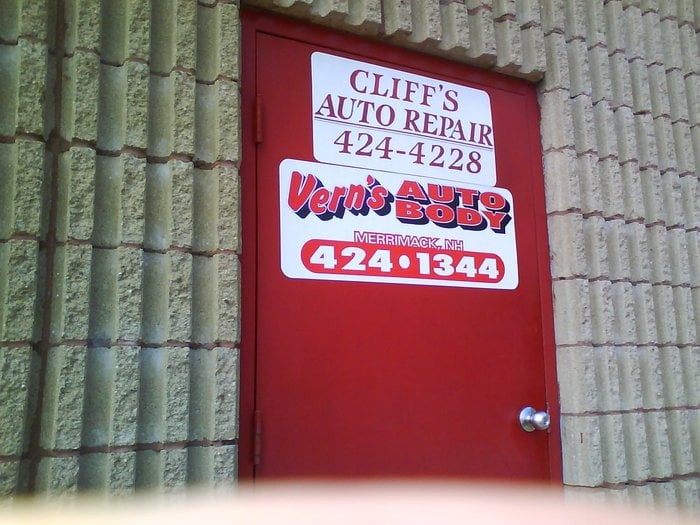 CLIFF'S
AUTO REPAIR
424-4228
Vern's AUTO
BODY
MERRIMACK, NH
424•1344